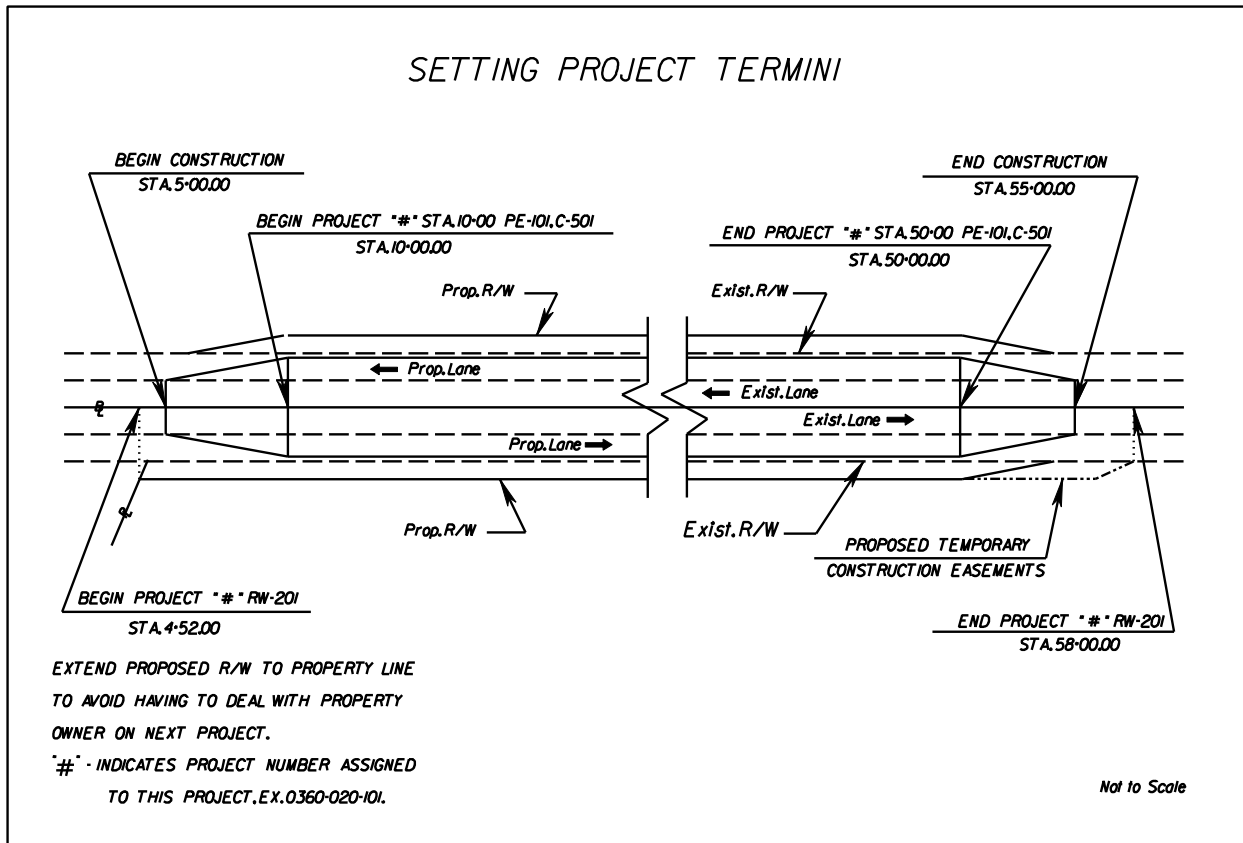 SETTING PROJECT TERMINI
BEGIN CONSTRUCTION
STA.5+00.00
END CONSTRUCTION
STA.55+00.00
BEGIN PROJECT "#" STA.10+00 PE-101,C-501
STA.10+00.00
END PROJECT "#" STA.50+00 PE-101,C-501
STA.50+00.00
Prop.R/W
Exist.R/W
Prop.Lane
Exist.Lane
Exist.Lane
Prop.Lane
Prop.R/W
Exist.R/W
PROPOSED TEMPORARY
CONSTRUCTION EASEMENTS
BEGIN PROJECT "#" RW-201
STA.4+52.00
END PROJECT "#" RW-201
STA.58+00.00
EXTEND PROPOSED R/W TO PROPERTY LINE
TO AVOID HAVING TO DEAL WITH PROPERTY
OWNER ON NEXT PROJECT.
"#" - INDICATES PROJECT NUMBER ASSIGNED
TO THIS PROJECT.EX.0360-020-101.
Not to Scale